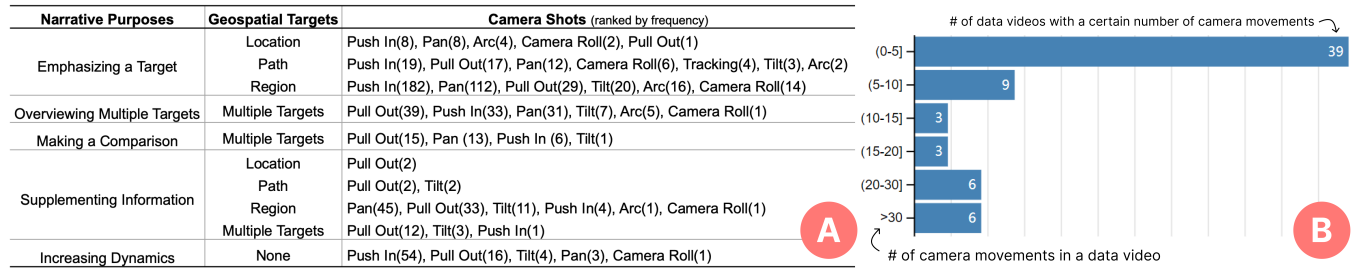 Narrative Purposes Geospatial Targets Camera Shots (ranked by frequency)
Emphasizing a Target
Location Push In(8), Pan(8), Arc(4), Camera Roll(2), Pull Out(1)
Path Push In(19), Pull Out(17), Pan(12), Camera Roll(6), Tracking(4), Tilt(3), Arc(2)
Region Push In(182), Pan(112), Pull Out(29), Tilt(20), Arc(16), Camera Roll(14)
Overviewing Multiple Targets Multiple Targets Pull Out(39), Push In(33), Pan(31), Tilt(7), Arc(5), Camera Roll(1)
Making a Comparison Multiple Targets Pull Out(15), Pan (13), Push In (6), Tilt(1)
Supplementing Information
Location Pull Out(2)
Path Pull Out(2), Tilt(2)
Region Pan(45), Pull Out(33), Tilt(11), Push In(4), Arc(1), Camera Roll(1)
Multiple Targets Pull Out(12), Tilt(3), Push In(1)
Increasing Dynamics None Push In(54), Pull Out(16), Tilt(4), Pan(3), Camera Roll(1)
A
# of data videos with a certain number of camera movements
(0-5] 39
(5-10] 9
(10-15] 3
(15-20] 3
(20-30] 6
>30 6
# of camera movements in a data video
B